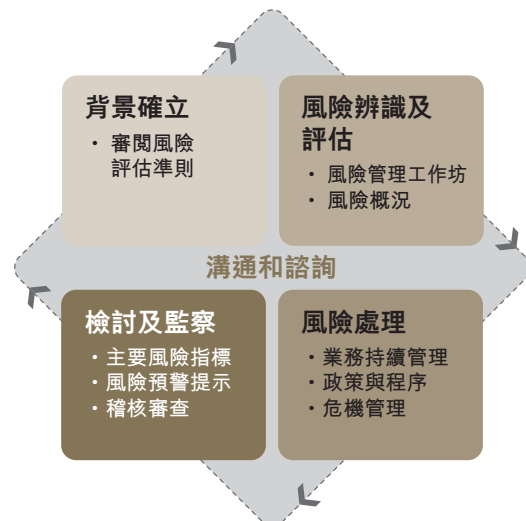 背景確立
• 審閱風險
評估準則
風險辨識及
評估
• 風險管理工作坊
• 風險概況
溝通和諮詢
檢討及監察
• 主要風險指標
• 風險預警提示
• 稽核審查
風險處理
• 業務持續管理
• 政策與程序
• 危機管理